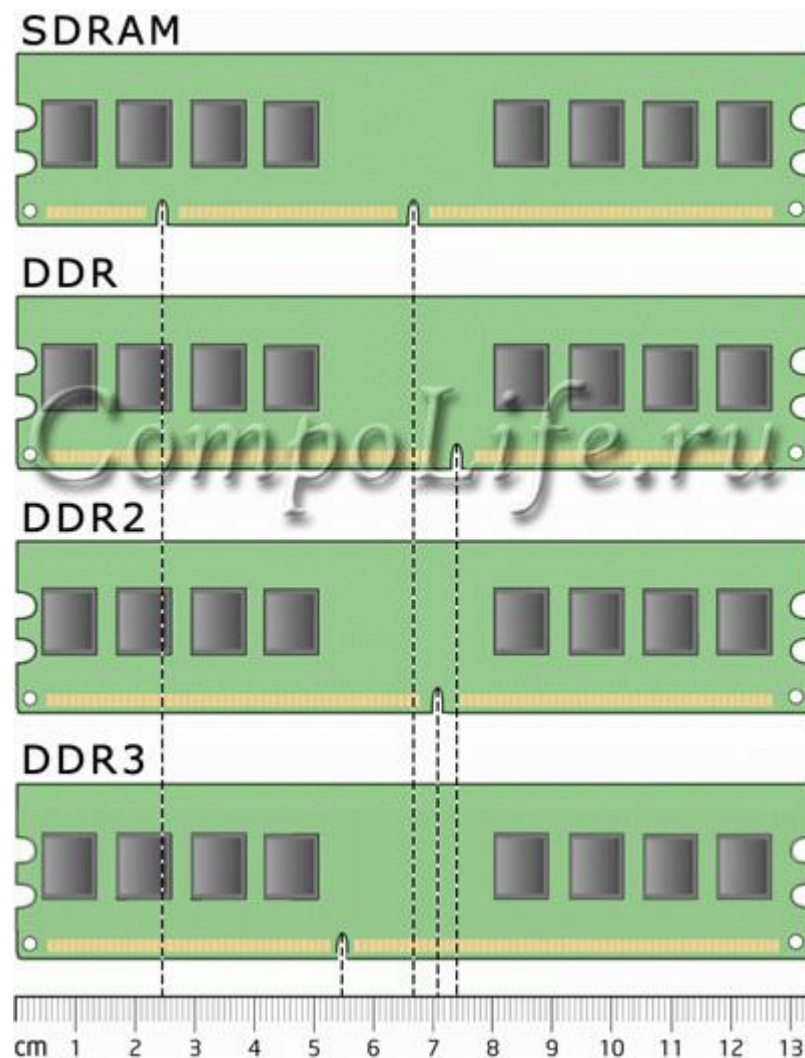 SDRAM
DDR
CompoLife.ru
DDR2
DDR3
cm 1 2 3 4 5 6 7 8 9 10 11 12 13